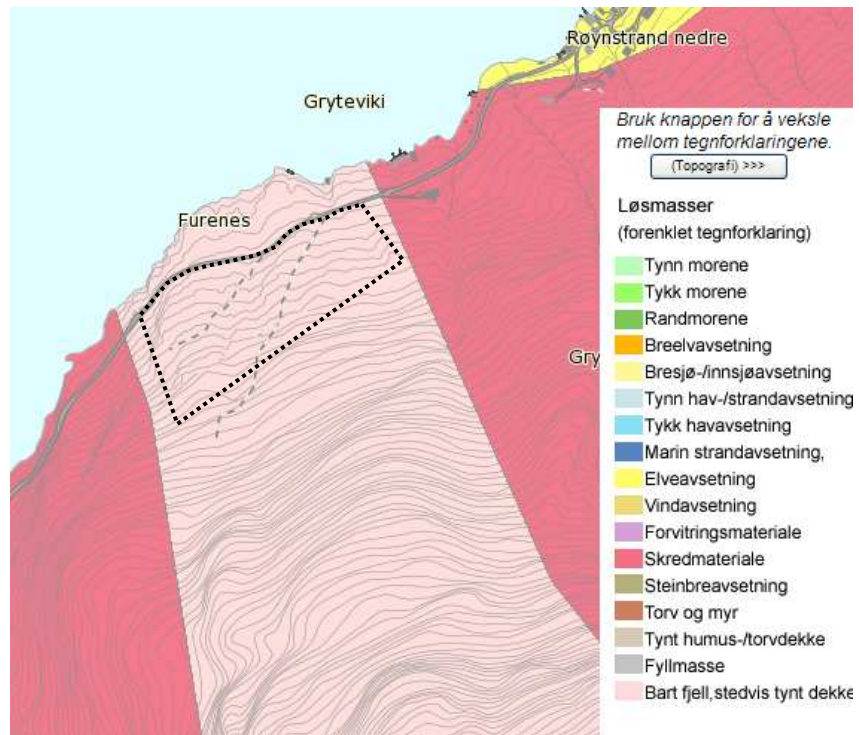 Røynstrand nedre
Gryteviki
Furenes
Gry
Bruk knappen for å veksle
mellom tegnforklaringene.
(Topografi) >>>
Løsmasser
(forenklet tegnforklaring)
Tynn morene
Tykk morene
Randmorene
Breelvavsetning
Bresjø-/innsjøavsetning
Tynn hav-/strandavsetning
Tykk havavsetning
Marin strandavsetning,
Elveavsetning
Vindavsetning
Forvitringsmateriale
Skredmateriale
Steinbreavsetning
Torv og myr
Tynt humus-/torvdekke
Fyllmasse
Bart fjell,stedvis tynt dekke